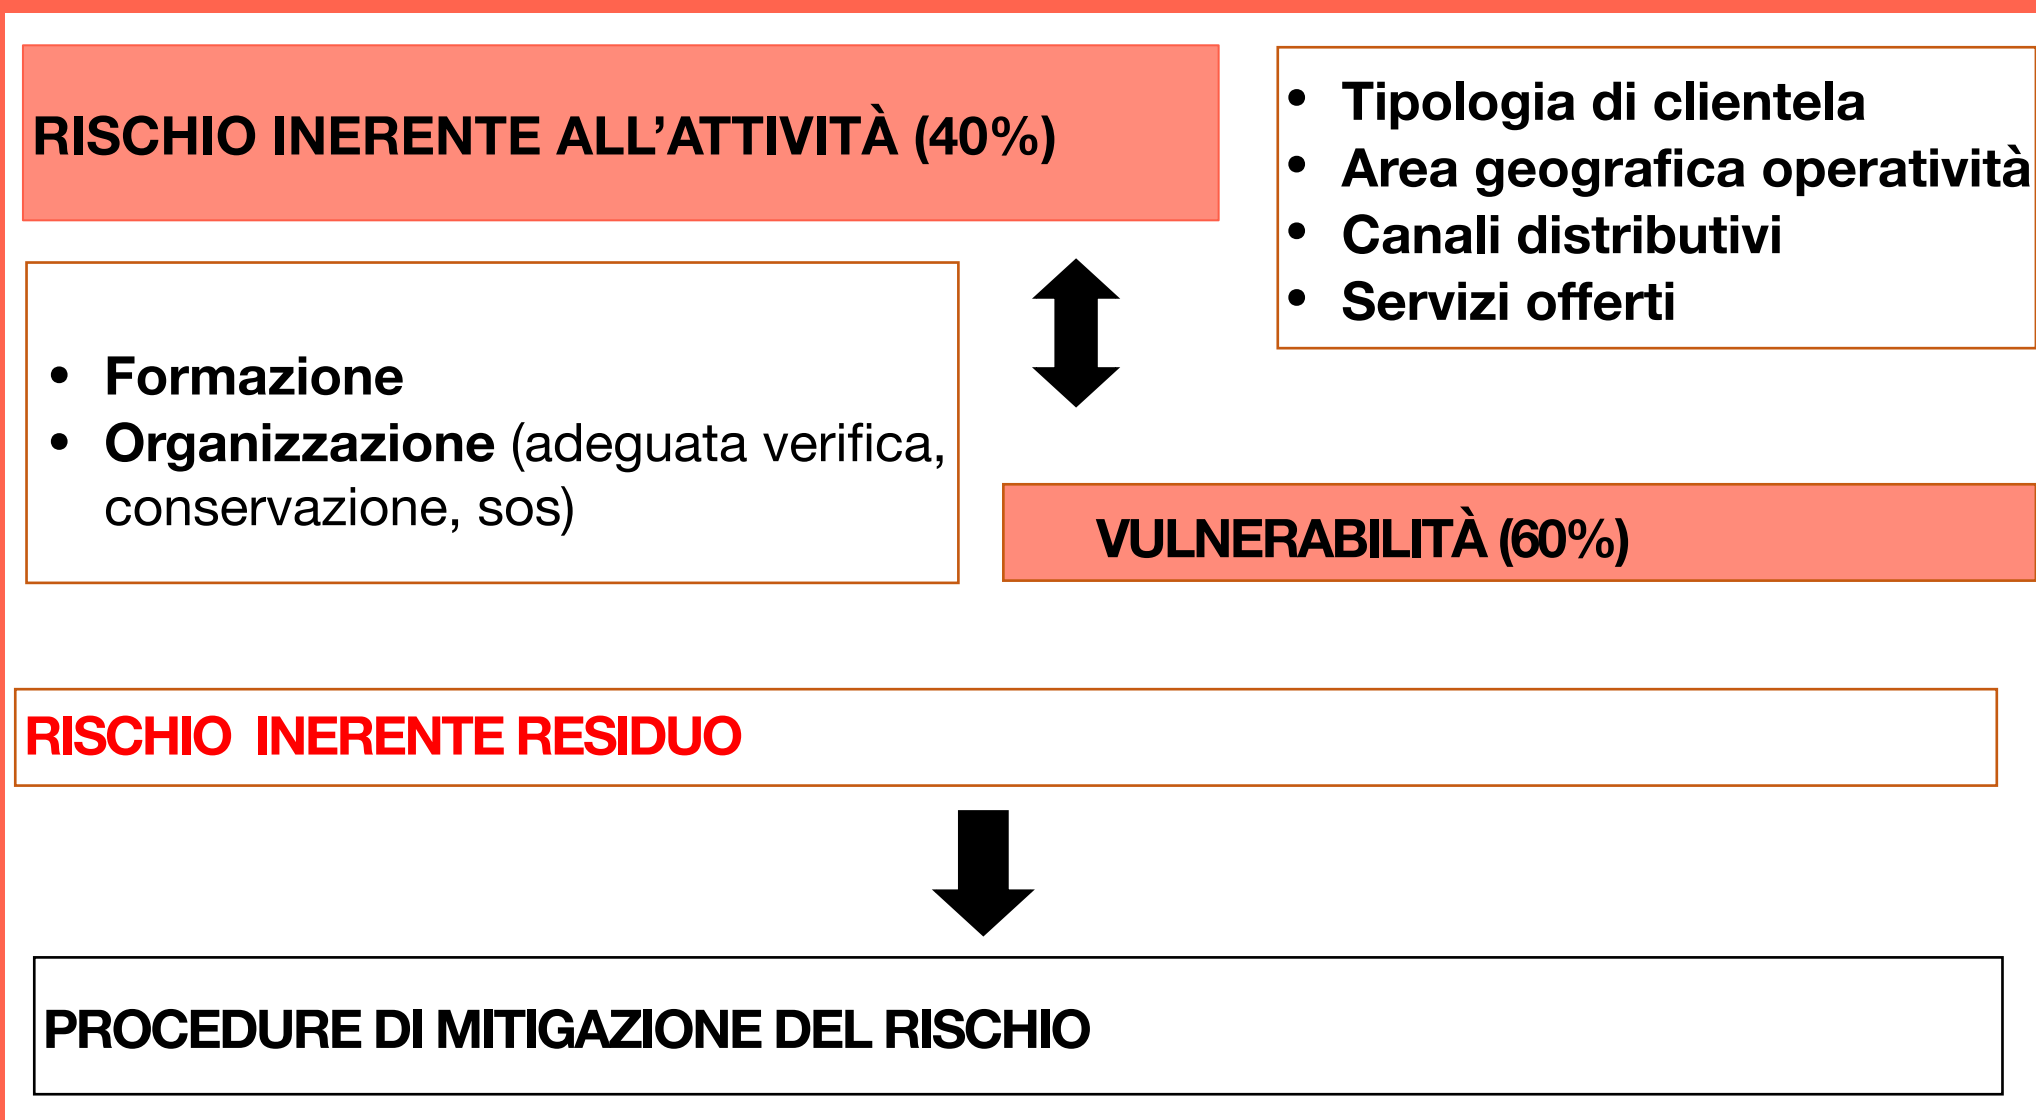 RISCHIO INERENTE ALL’ATTIVITÀ (40%)
• Tipologia di clientela
• Area geografica operatività
• Canali distributivi
• Servizi offerti
• Formazione
• Organizzazione (adeguata verifica,
conservazione, sos)
VULNERABILITÀ (60%)
RISCHIO INERENTE RESIDUO
PROCEDURE DI MITIGAZIONE DEL RISCHIO